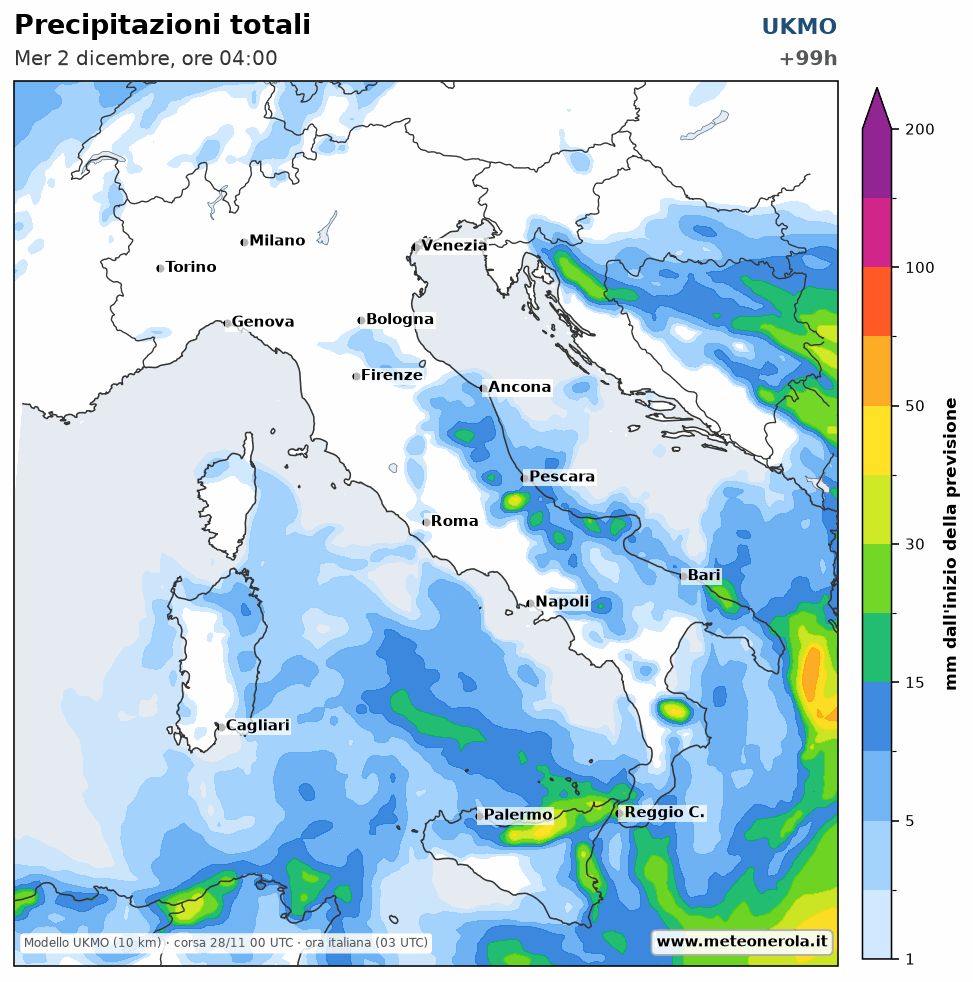 Precipitazioni totali
UKMO
Mer 2 dicembre, ore 04:00
+99h
200
100
50
30
15
5
1
mm dall'inizio della previsione
Milano
Venezia
Torino
Genova
Bologna
Firenze
Ancona
Pescara
Roma
Bari
Napoli
Cagliari
Palermo
Reggio C.
Modello UKMO (10 km) · corsa 28/11 00 UTC · ora italiana (03 UTC)
www.meteonerola.it